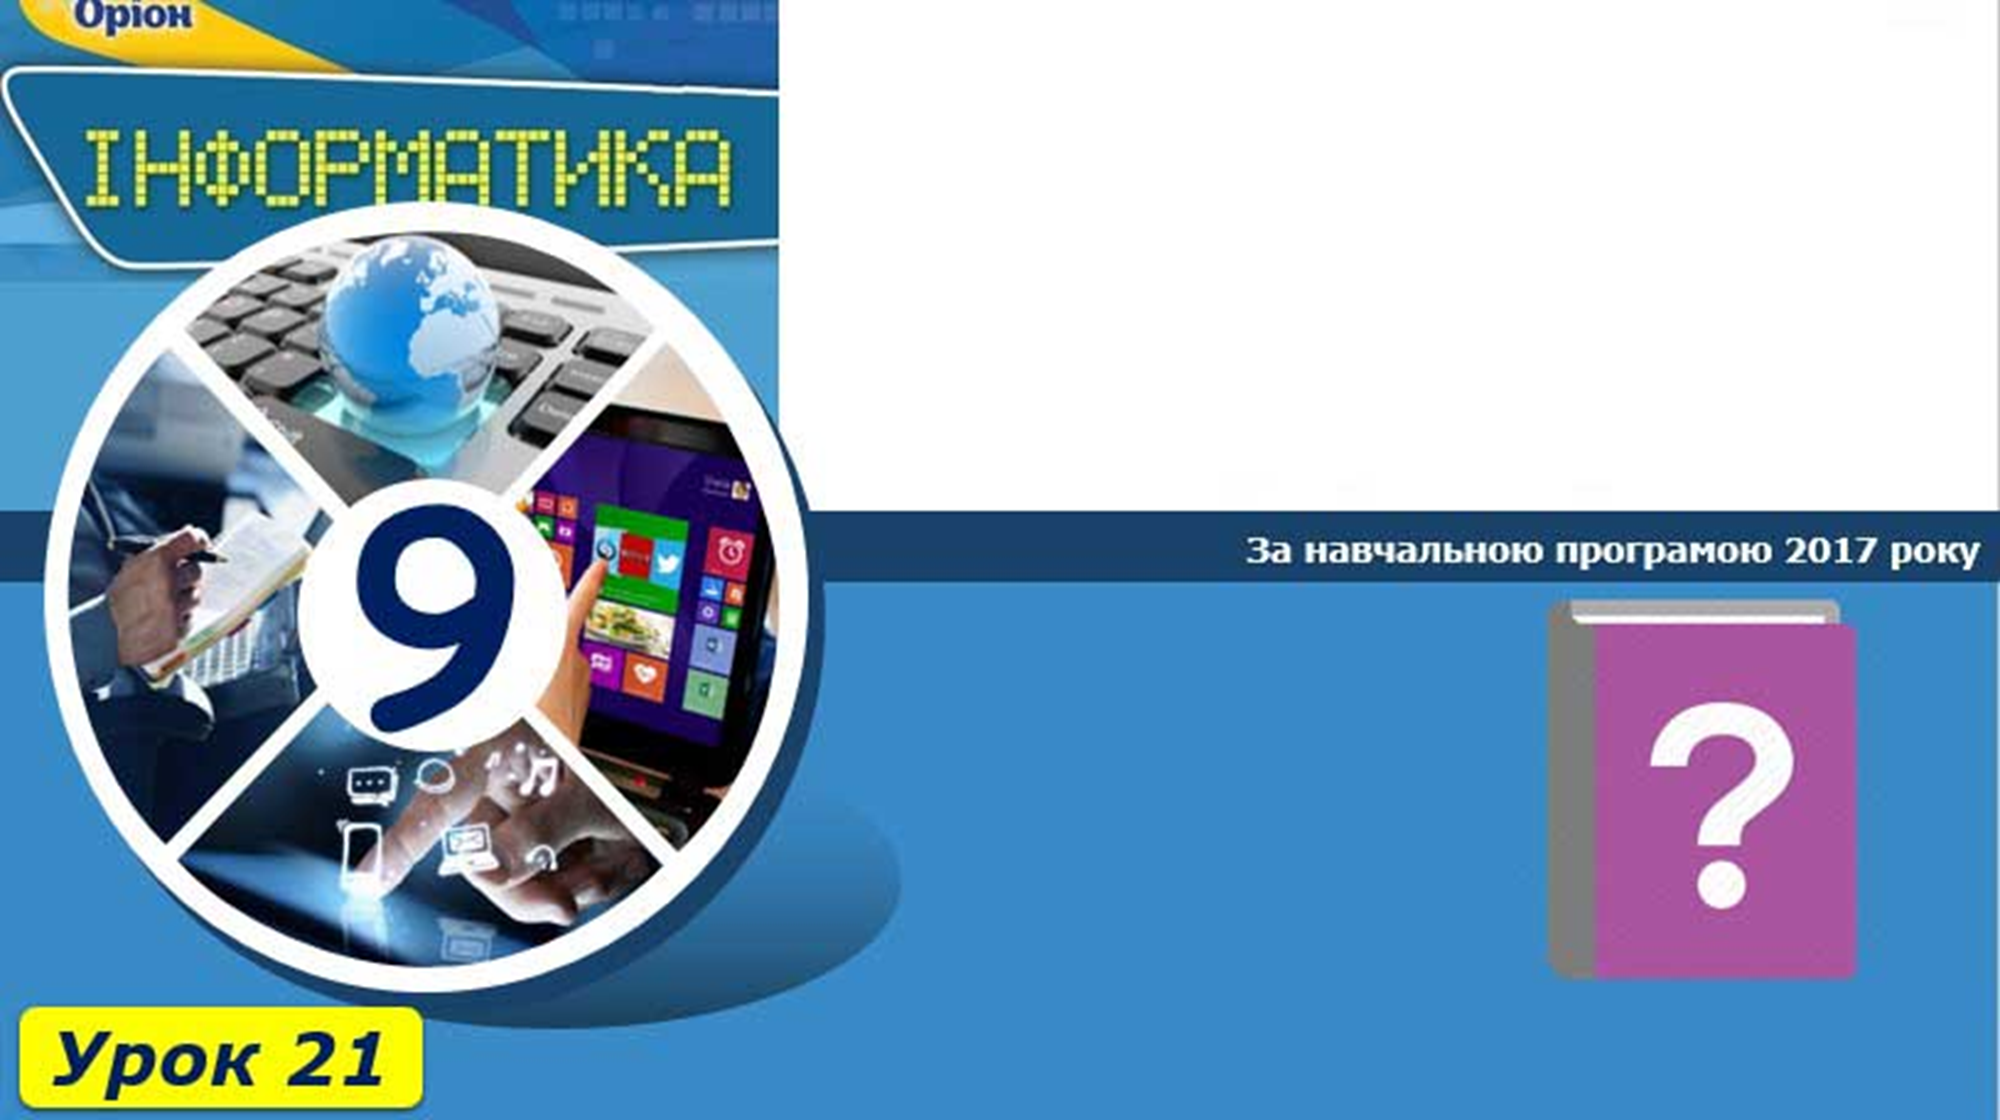 Оріон
ІНФОРМАТИКА
9
За навчальною програмою 2017 року
?
Урок 21